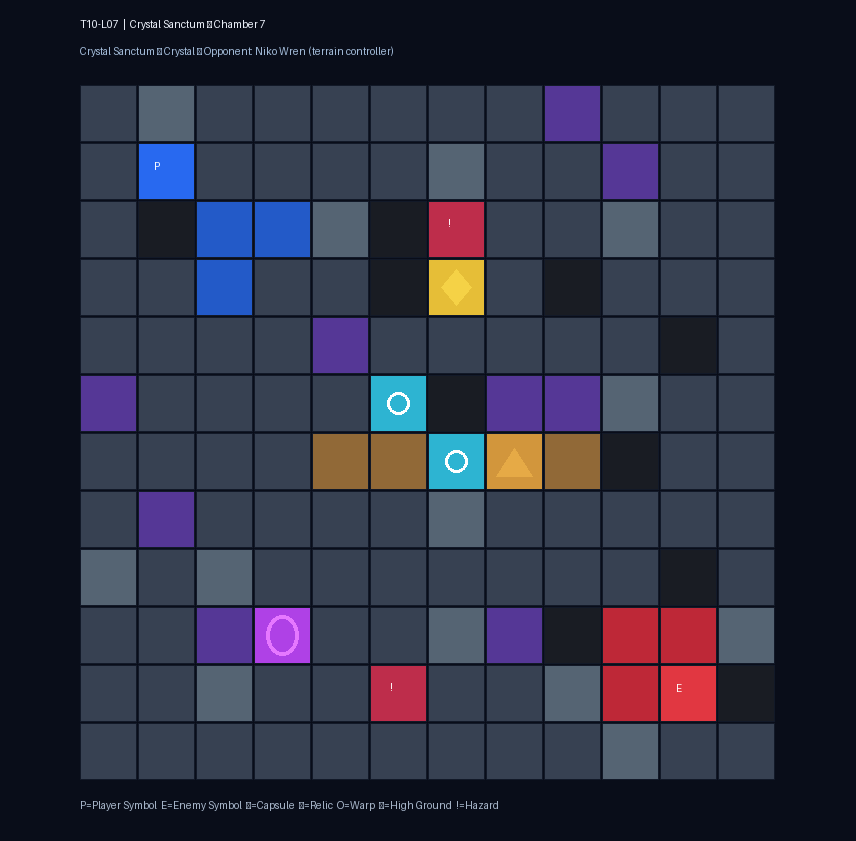 T10-L07 | Crystal Sanctum □ Chamber 7
Crystal Sanctum □ Crystal □ Opponent: Niko Wren (terrain controller)
P
!
E
!
P=Player Symbol E=Enemy Symbol □=Capsule □=Relic O=Warp □=High Ground !=Hazard